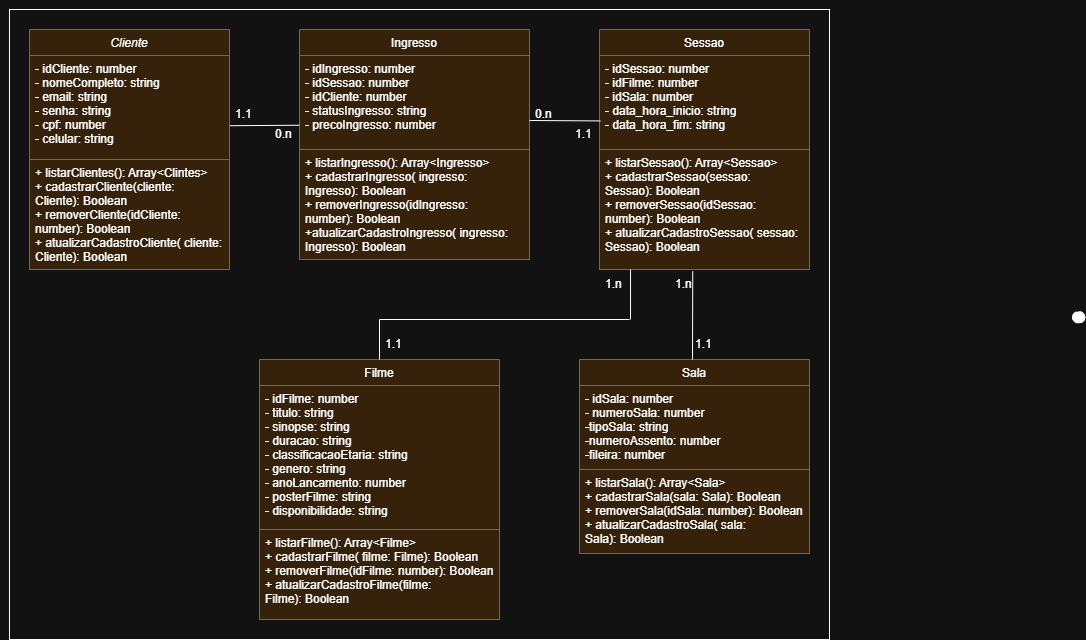 Cliente
- idCliente: number
- nomeCompleto: string
- email: string
- senha: string
- cpf: number
- celular: string
+ listarClientes(): Array<Clintes>
+ cadastrarCliente(cliente:
Cliente): Boolean
+ removerCliente(idCliente:
number): Boolean
+ atualizarCadastroCliente( cliente:
Cliente): Boolean
1.1
0.n
Ingresso
- idIngresso: number
- idSessao: number
- idCliente: number
- statusIngresso: string
- precoIngresso: number
+ listarIngresso(): Array<Ingresso>
+ cadastrarIngresso( ingresso:
Ingresso): Boolean
+ removerIngresso(idIngresso:
number): Boolean
+atualizarCadastroIngresso( ingresso:
Ingresso): Boolean
0.n
1.1
Sessao
- idSessao: number
- idFilme: number
- idSala: number
- data_hora_inicio: string
- data_hora_fim: string
+ listarSessao(): Array<Sessao>
+ cadastrarSessao(sessao:
Sessao): Boolean
+ removerSessao(idSessao:
number): Boolean
+ atualizarCadastroSessao( sessao:
Sessao): Boolean
1.n
1.n
1.1
1.1
Filme
- idFilme: number
- titulo: string
- sinopse: string
- duracao: string
- classificacaoEtaria: string
- genero: string
- anoLancamento: number
- posterFilme: string
- disponibilidade: string
+ listarFilme(): Array<Filme>
+ cadastrarFilme( filme: Filme): Boolean
+ removerFilme(idFilme: number): Boolean
+ atualizarCadastroFilme(filme:
Filme): Boolean
Sala
- idSala: number
- numeroSala: number
-tipoSala: string
-numeroAssento: number
-fileira: number
+ listarSala(): Array<Sala>
+ cadastrarSala(sala: Sala): Boolean
+ removerSala(idSala: number): Boolean
+ atualizarCadastroSala( sala:
Sala): Boolean